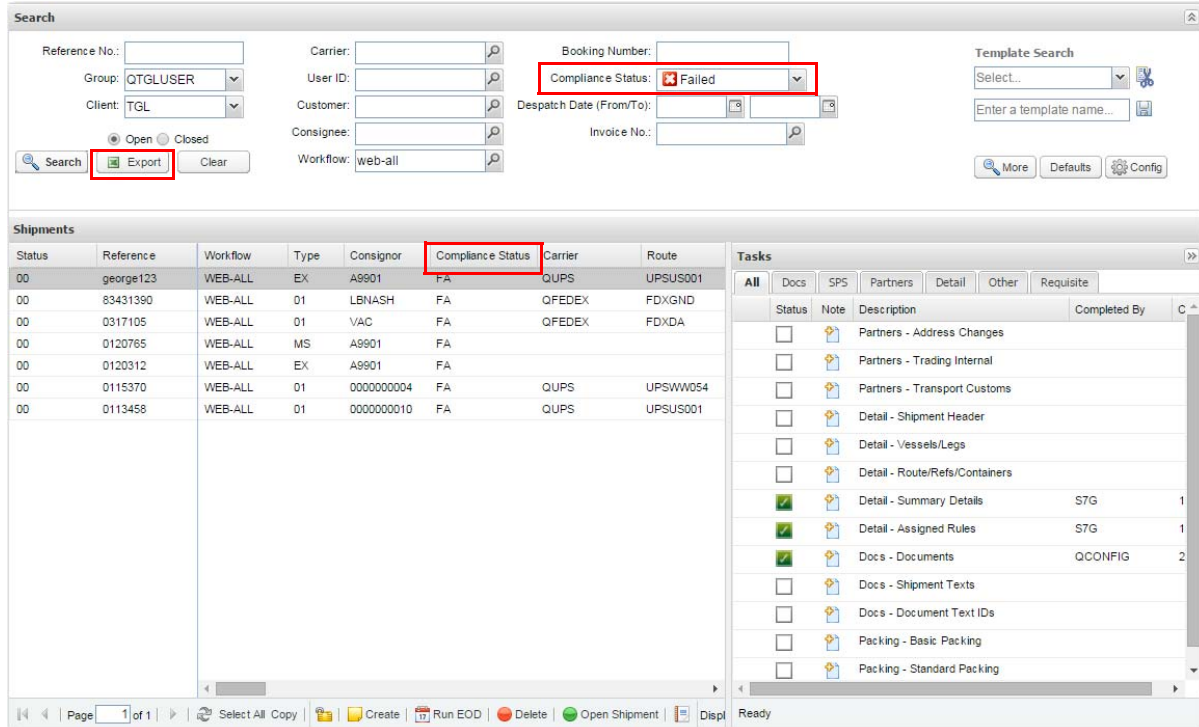 Search
Reference No.: Carrier: Booking Number: Template Search
Group: QTGLUSER User ID: Compliance Status: Failed Select...
Client: TGL Customer: Despatch Date (From/To): Enter a template name...
Open Closed Consignee: Invoice No.:
Search Export Clear Workflow: web-all More Defaults Config
Shipments
Status Reference Workflow Type Consignor Compliance Status Carrier Route
00 george123 WEB-ALL EX A9901 FA QUPS UPSUS001
00 83431390 WEB-ALL 01 LBNASH FA QFEDEX FDXGND
00 0317105 WEB-ALL 01 VAC FA QFEDEX FDXDA
00 0120765 WEB-ALL MS A9901 FA
00 0120312 WEB-ALL EX A9901 FA
00 0115370 WEB-ALL 01 0000000004 FA QUPS UPSWW054
00 0113458 WEB-ALL 01 0000000010 FA QUPS UPSUS001
Page 1 of 1 Select All Copy Create 17 Run EOD Delete Open Shipment Displ
Tasks
All Docs SPS Partners Detail Other Requisite
Status Note Description Completed By C
Partners - Address Changes
Partners - Trading Internal
Partners - Transport Customs
Detail - Shipment Header
Detail - Vessels/Legs
Detail - Route/Refs/Containers
Detail - Summary Details S7G 1
Detail - Assigned Rules S7G 1
Docs - Documents QCONFIG 2
Docs - Shipment Texts
Docs - Document Text IDs
Packing - Basic Packing
Packing - Standard Packing
Ready